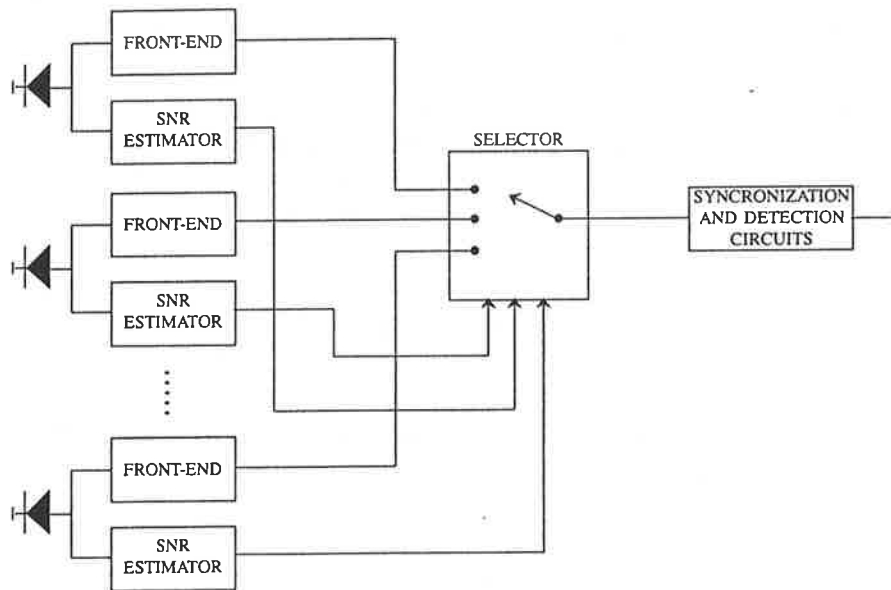 FRONT-END
SNR
ESTIMATOR
SELECTOR
FRONT-END
SYNCRONIZATION
AND DETECTION
CIRCUITS
SNR
ESTIMATOR
FRONT-END
SNR
ESTIMATOR